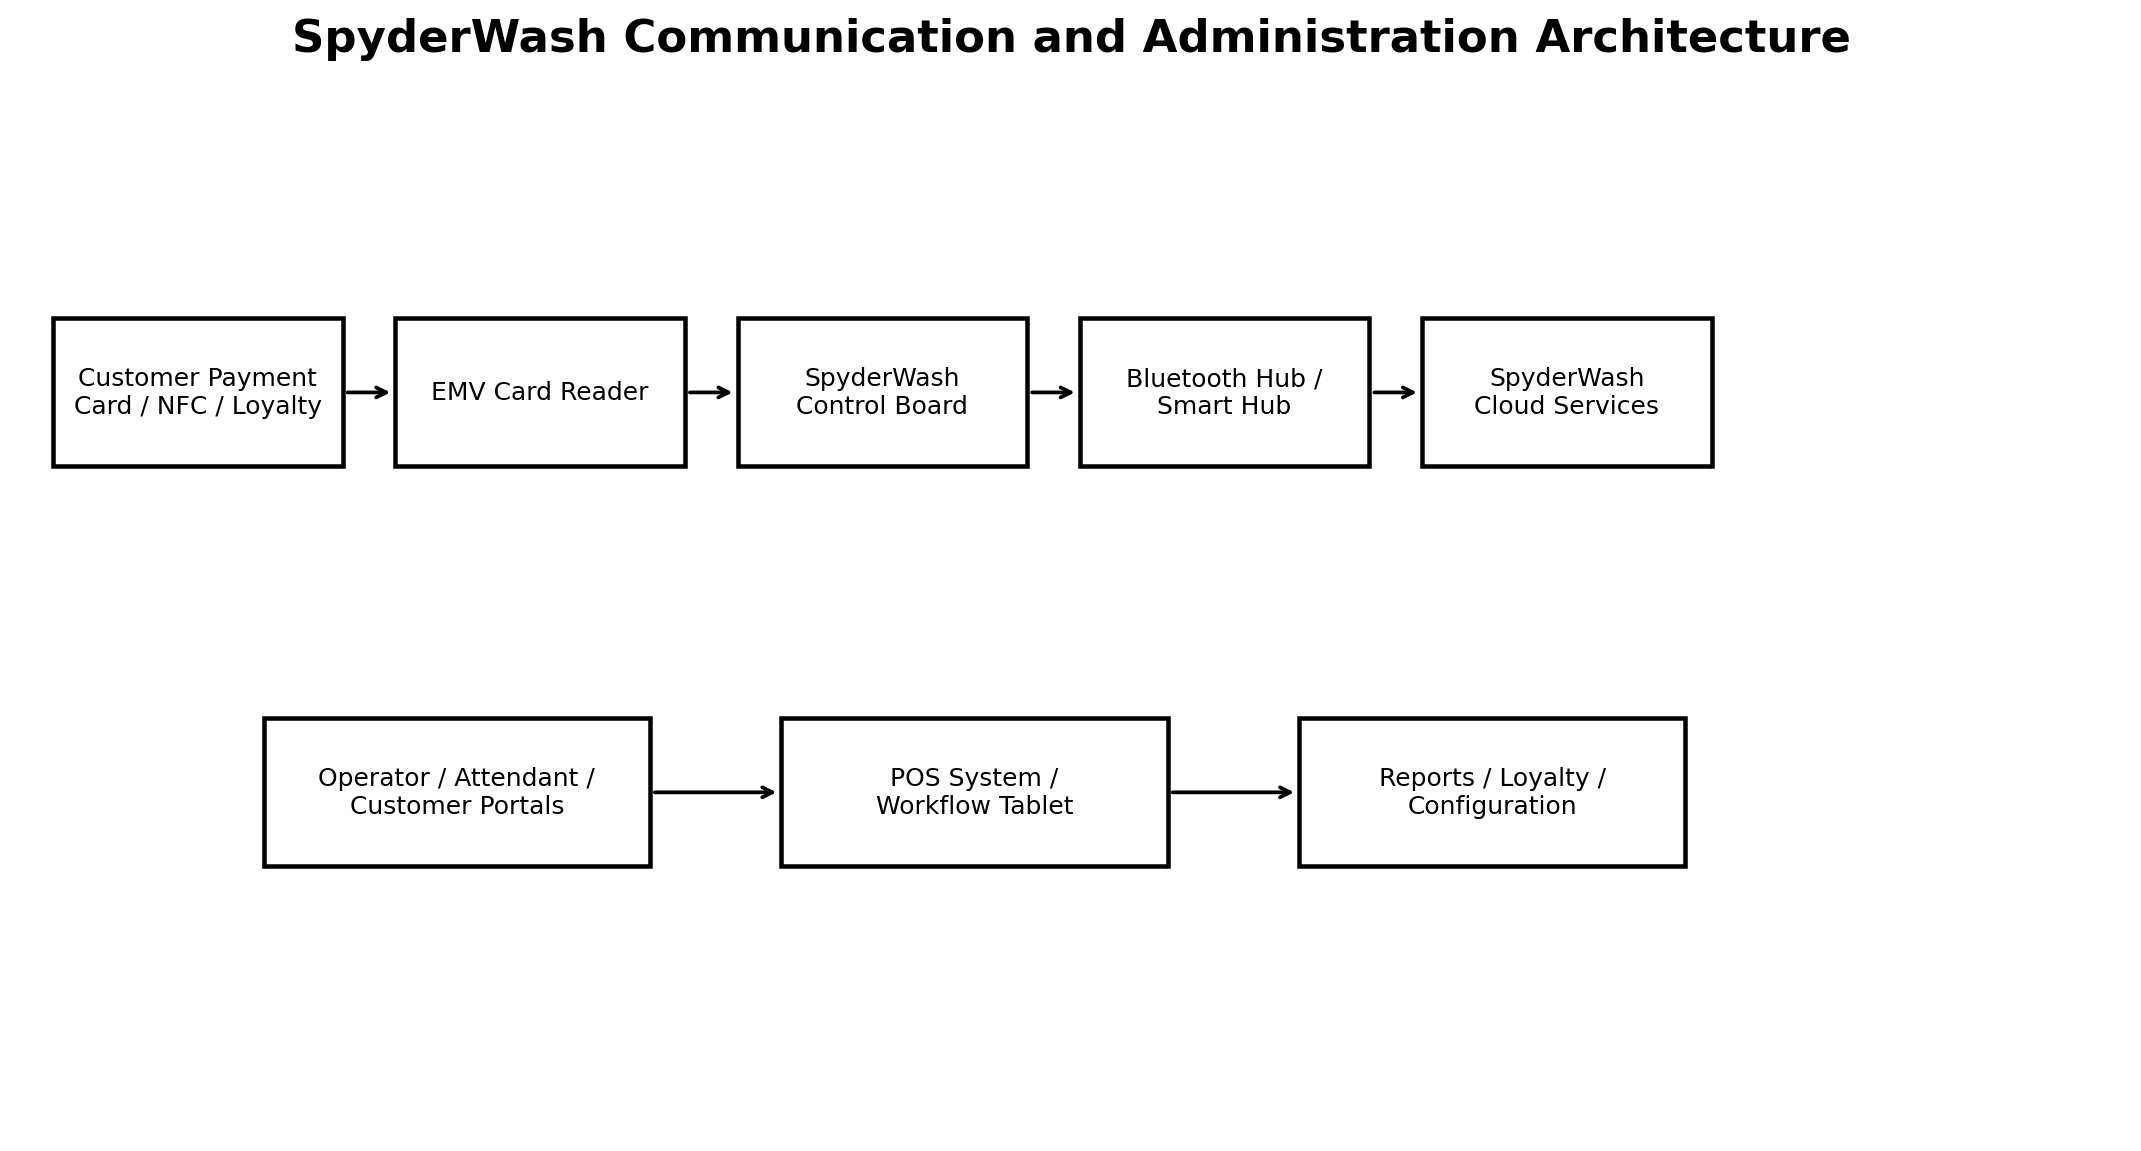 SpyderWash Communication and Administration Architecture
Customer Payment
Card / NFC / Loyalty
EMV Card Reader
SpyderWash
Control Board
Bluetooth Hub /
Smart Hub
SpyderWash
Cloud Services
Operator / Attendant /
Customer Portals
POS System /
Workflow Tablet
Reports / Loyalty /
Configuration